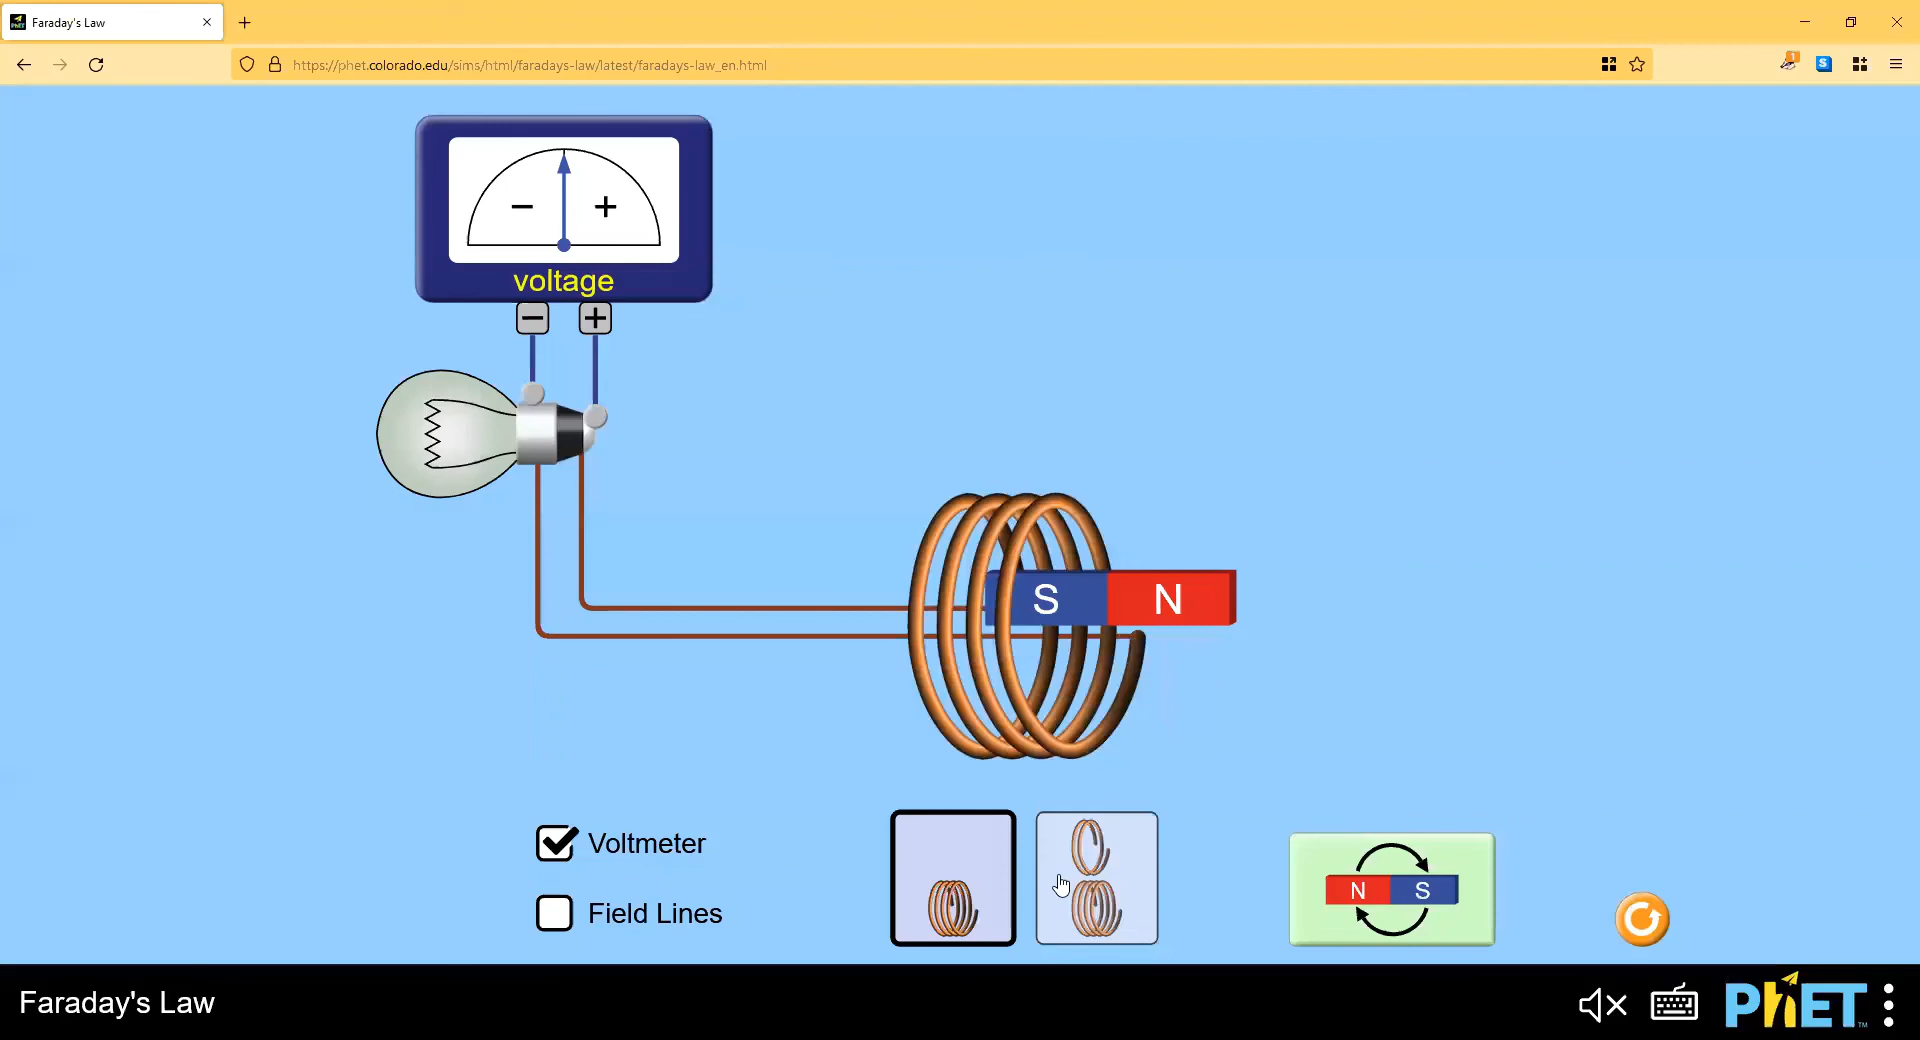 Faraday's Law
https://phet.colorado.edu/sims/html/faradays-law/latest/faradays-law_en.html
1
S
− +
voltage
− +
S N
Voltmeter
Field Lines
N S
Faraday's Law
PhET